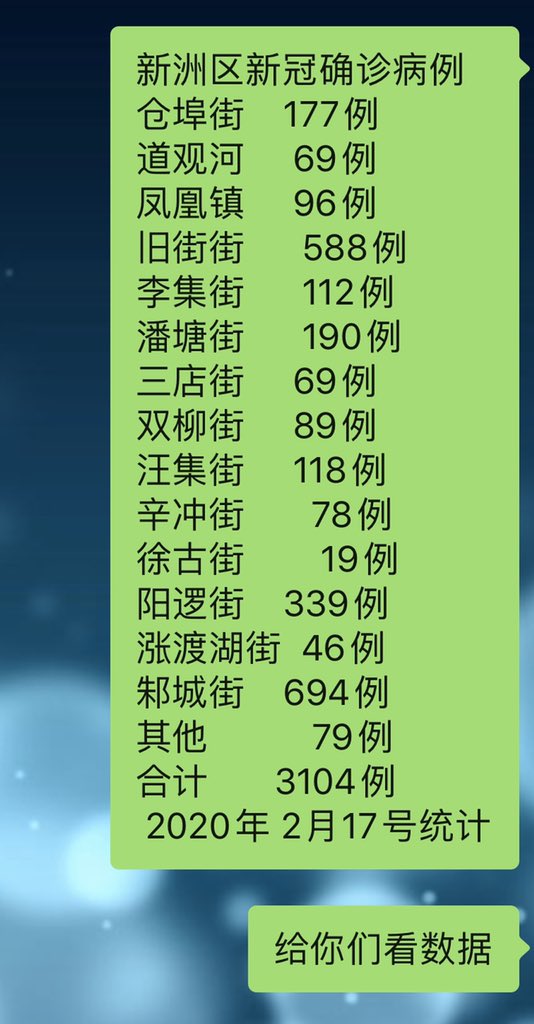 新洲区新冠确诊病例
仓埠街 177例
道观河 69例
凤凰镇 96例
旧街街 588例
李集街 112例
潘塘街 190例
三店街 69例
双柳街 89例
汪集街 118例
辛冲街 78例
徐古街 19例
阳逻街 339例
涨渡湖街 46例
邾城街 694例
其他 79例
合计 3104例
2020年 2月17号统计
给你们看数据